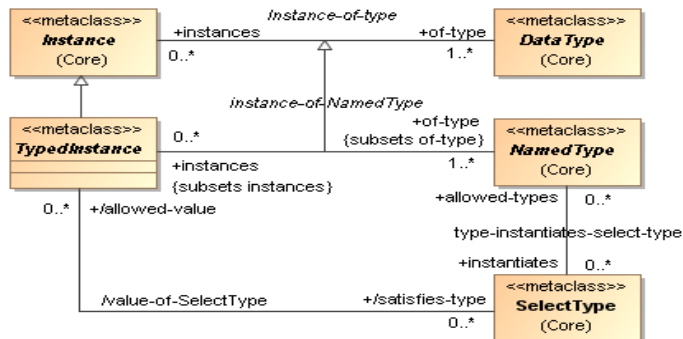 instance-of-type
<<metaclass>>
Instance
(Core)
+instances
0..*
+of-type
1..*
<<metaclass>>
DataType
(Core)
instance-of-NamedType
<<metaclass>>
TypedInstance
0..*
+instances
{subsets instances}
+of-type
{subsets of-type}
1..*
<<metaclass>>
NamedType
(Core)
0..*
+/allowed-value
+allowed-types
0..*
type-instantiates-select-type
+instantiates
0..*
/value-of-SelectType
+/satisfies-type
0..*
<<metaclass>>
SelectType
(Core)